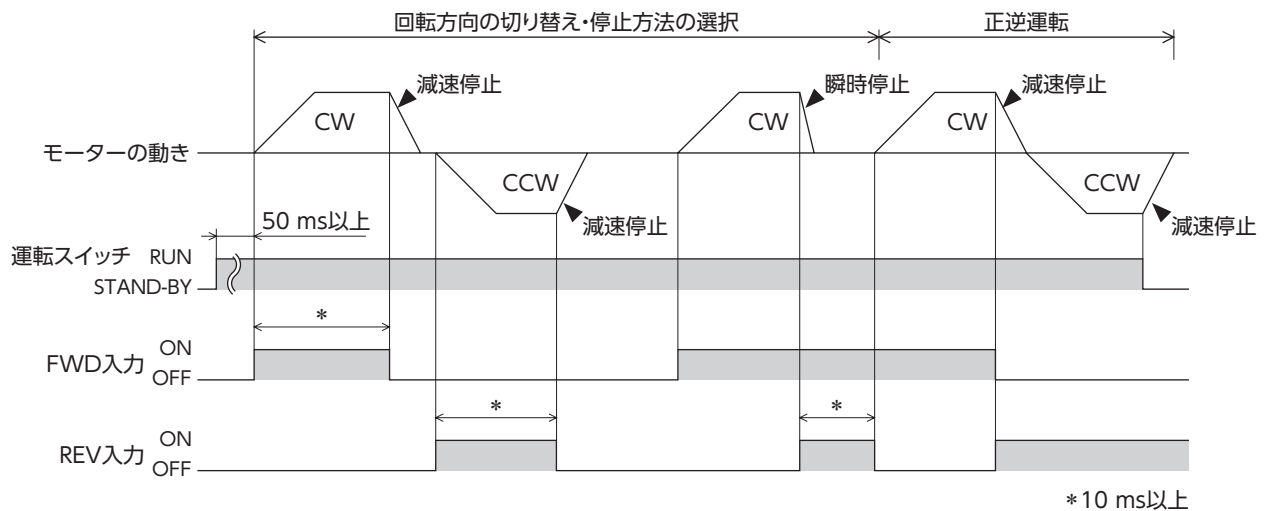 回転方向の切り替え・停止方法の選択
正逆運転
減速停止
瞬時停止
減速停止
CW
CW
CW
モーターの動き
CCW
CCW
減速停止
減速停止
50 ms以上
運転スイッチ RUN
STAND-BY
*
FWD入力 ON
OFF
*
*
REV入力 ON
OFF
*10 ms以上